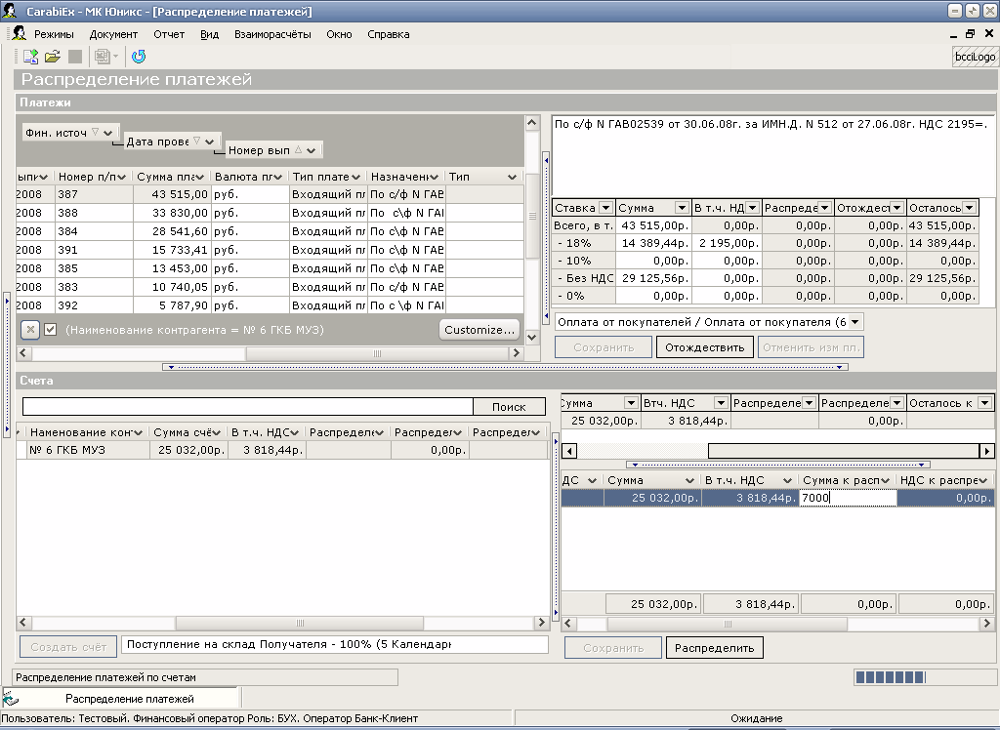 CarabiEx - МК Юникс - [Распределение платежей]
Режимы Документ Отчет Вид Взаиморасчёты Окно Справка
bcciLogo
Распределение платежей
Платежи
Фин. источ
Дата прове
Номер вып
ыпи Номер п/п Сумма пла Валюта пл Тип плате Назначени Тип
2008 387 43 515,00 руб. Входящий пл По с/ф N ГАВ
2008 388 33 830,00 руб. Входящий пл По с\ф N ГАI
2008 384 28 541,60 руб. Входящий пл По с\ф N ГАВ
2008 391 15 733,41 руб. Входящий пл По с\ф N ГАВ
2008 385 13 453,00 руб. Входящий пл По с\ф N ГАВ
2008 383 10 740,05 руб. Входящий пл По с/ф N ГАВ
2008 392 5 787,90 руб. Входящий пл По с \ф N ГАВ
(Наименование контрагента = № 6 ГКБ МУЗ)
Customize...
По с/ф N ГАВ02539 от 30.06.08г. за ИМН.Д. N 512 от 27.06.08г. НДС 2195=.
Ставка Сумма В т.ч. НД Распреде Отождест Осталось
Всего, в т. 43 515,00р. 0,00р. 0,00р. 0,00р. 43 515,00р.
- 18% 14 389,44р. 2 195,00р. 0,00р. 0,00р. 14 389,44р.
- 10% 0,00р. 0,00р. 0,00р. 0,00р. 0,00р.
- Без НДС 29 125,56р. 0,00р. 0,00р. 0,00р. 29 125,56р.
- 0% 0,00р. 0,00р. 0,00р. 0,00р. 0,00р.
Оплата от покупателей / Оплата от покупателя (6
Сохранить Отождествить Отменить изм пл.
Счета
Поиск
Наменование конт Сумма счё В т.ч. НДС Распределе Распредел Распредел
№ 6 ГКБ МУЗ 25 032,00р. 3 818,44р. 0,00р.
Создать счёт Поступление на склад Получателя - 100% (5 Календарн
Сумма Втч. НДС Распределе Распределе Осталось к
25 032,00р. 3 818,44р. 0,00р.
ДС Сумма В т.ч. НДС Сумма к расп НДС к распре
25 032,00р. 3 818,44р. 7000 0,00р.
25 032,00р. 3 818,44р. 0,00р. 0,00р.
Сохранить Распределить
Распределение платежей по счетам
Распределение платежей
Пользователь: Тестовый. Финансовый оператор Роль: БУХ. Оператор Банк-Клиент Ожидание